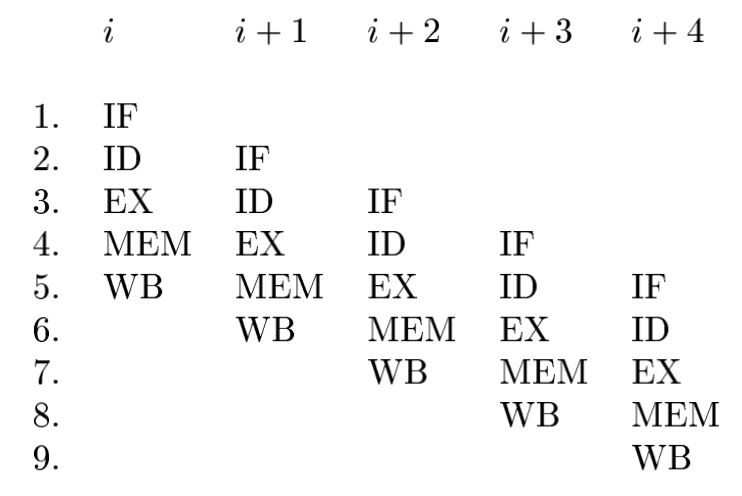 i i + 1 i + 2 i + 3 i + 4
1. IF
2. ID IF
3. EX ID IF
4. MEM EX ID IF
5. WB MEM EX ID IF
6. WB MEM EX ID
7. WB MEM EX
8. WB MEM
9. WB